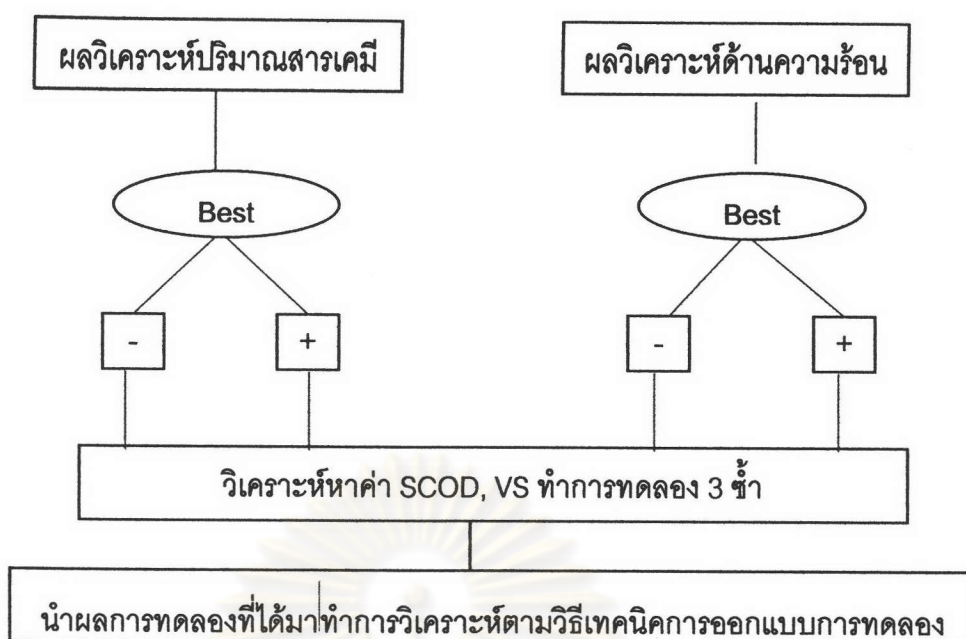 ผลวิเคราะห์ปริมาณสารเคมี ผลวิเคราะห์ด้านความร้อน
Best Best
- + - +
วิเคราะห์หาค่า SCOD, VS ทำการทดลอง 3 ซ้ำ
นำผลการทดลองที่ได้มาทำการวิเคราะห์ตามวิธีเทคนิคการออกแบบการทดลอง